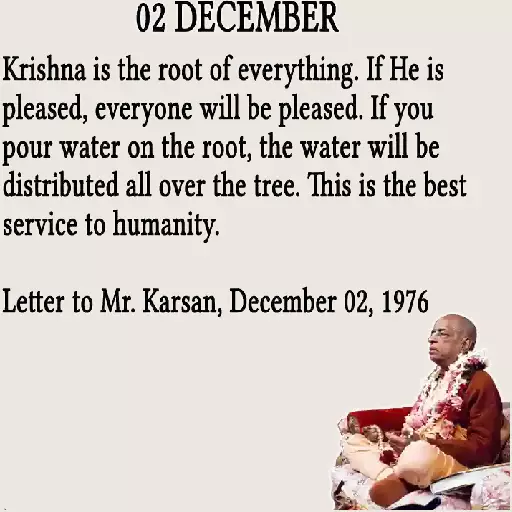 02 DECEMBER
Krishna is the root of everything. If He is
pleased, everyone will be pleased. If you
pour water on the root, the water will be
distributed all over the tree. This is the best
service to humanity.
Letter to Mr. Karsan, December 02, 1976